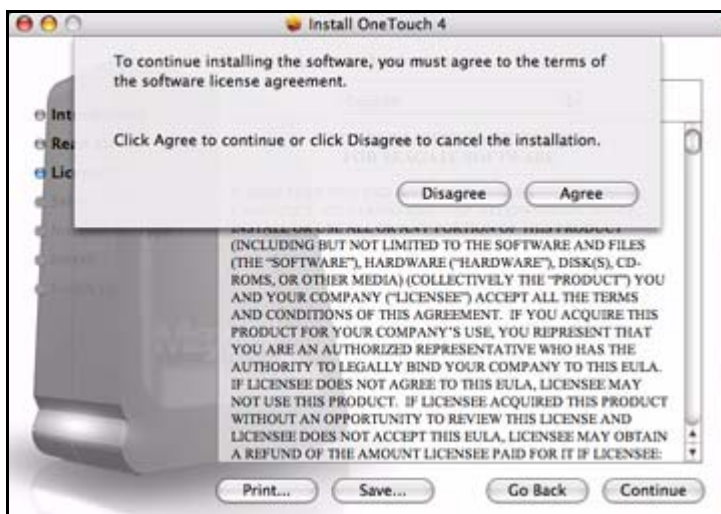 Install OneTouch 4
To continue installing the software, you must agree to the terms of
the software license agreement.
Click Agree to continue or click Disagree to cancel the installation.
Disagree
Agree
Int
Rea
Lic
INSTALL OR USE ALL OR ANY PORTION OF THIS PRODUCT
(INCLUDING BUT NOT LIMITED TO THE SOFTWARE AND FILES
(THE “SOFTWARE”), HARDWARE (“HARDWARE”), DISK(S), CD-
ROMS, OR OTHER MEDIA) (COLLECTIVELY THE “PRODUCT”) YOU
AND YOUR COMPANY (“LICENSEE”) ACCEPT ALL THE TERMS
AND CONDITIONS OF THIS AGREEMENT. IF YOU ACQUIRE THIS
PRODUCT FOR YOUR COMPANY’S USE, YOU REPRESENT THAT
YOU ARE AN AUTHORIZED REPRESENTATIVE WHO HAS THE
AUTHORITY TO LEGALLY BIND YOUR COMPANY TO THIS EULA.
IF LICENSEE DOES NOT AGREE TO THIS EULA, LICENSEE MAY
NOT USE THIS PRODUCT. IF LICENSEE ACQUIRED THIS PRODUCT
WITHOUT AN OPPORTUNITY TO REVIEW THIS LICENSE AND
LICENSEE DOES NOT ACCEPT THIS EULA, LICENSEE MAY OBTAIN
A REFUND OF THE AMOUNT LICENSEE PAID FOR IT IF LICENSEE:
Print...
Save...
Go Back
Continue